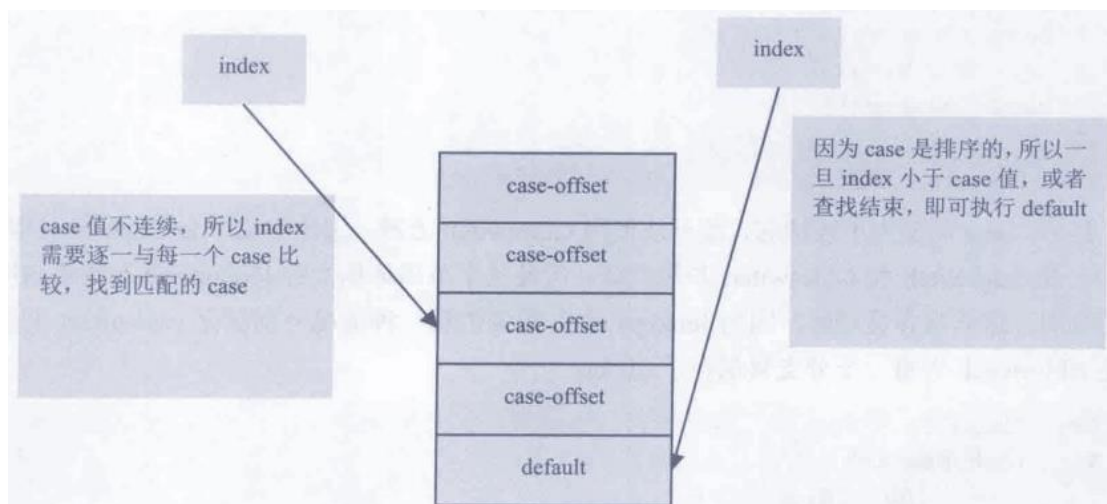 index
index
case 值不连续，所以 index
需要逐一与每一个 case 比
较，找到匹配的 case
case-offset
case-offset
case-offset
case-offset
default
因为 case 是排序的，所以一
旦 index 小于 case 值，或者
查找结束，即可执行 default